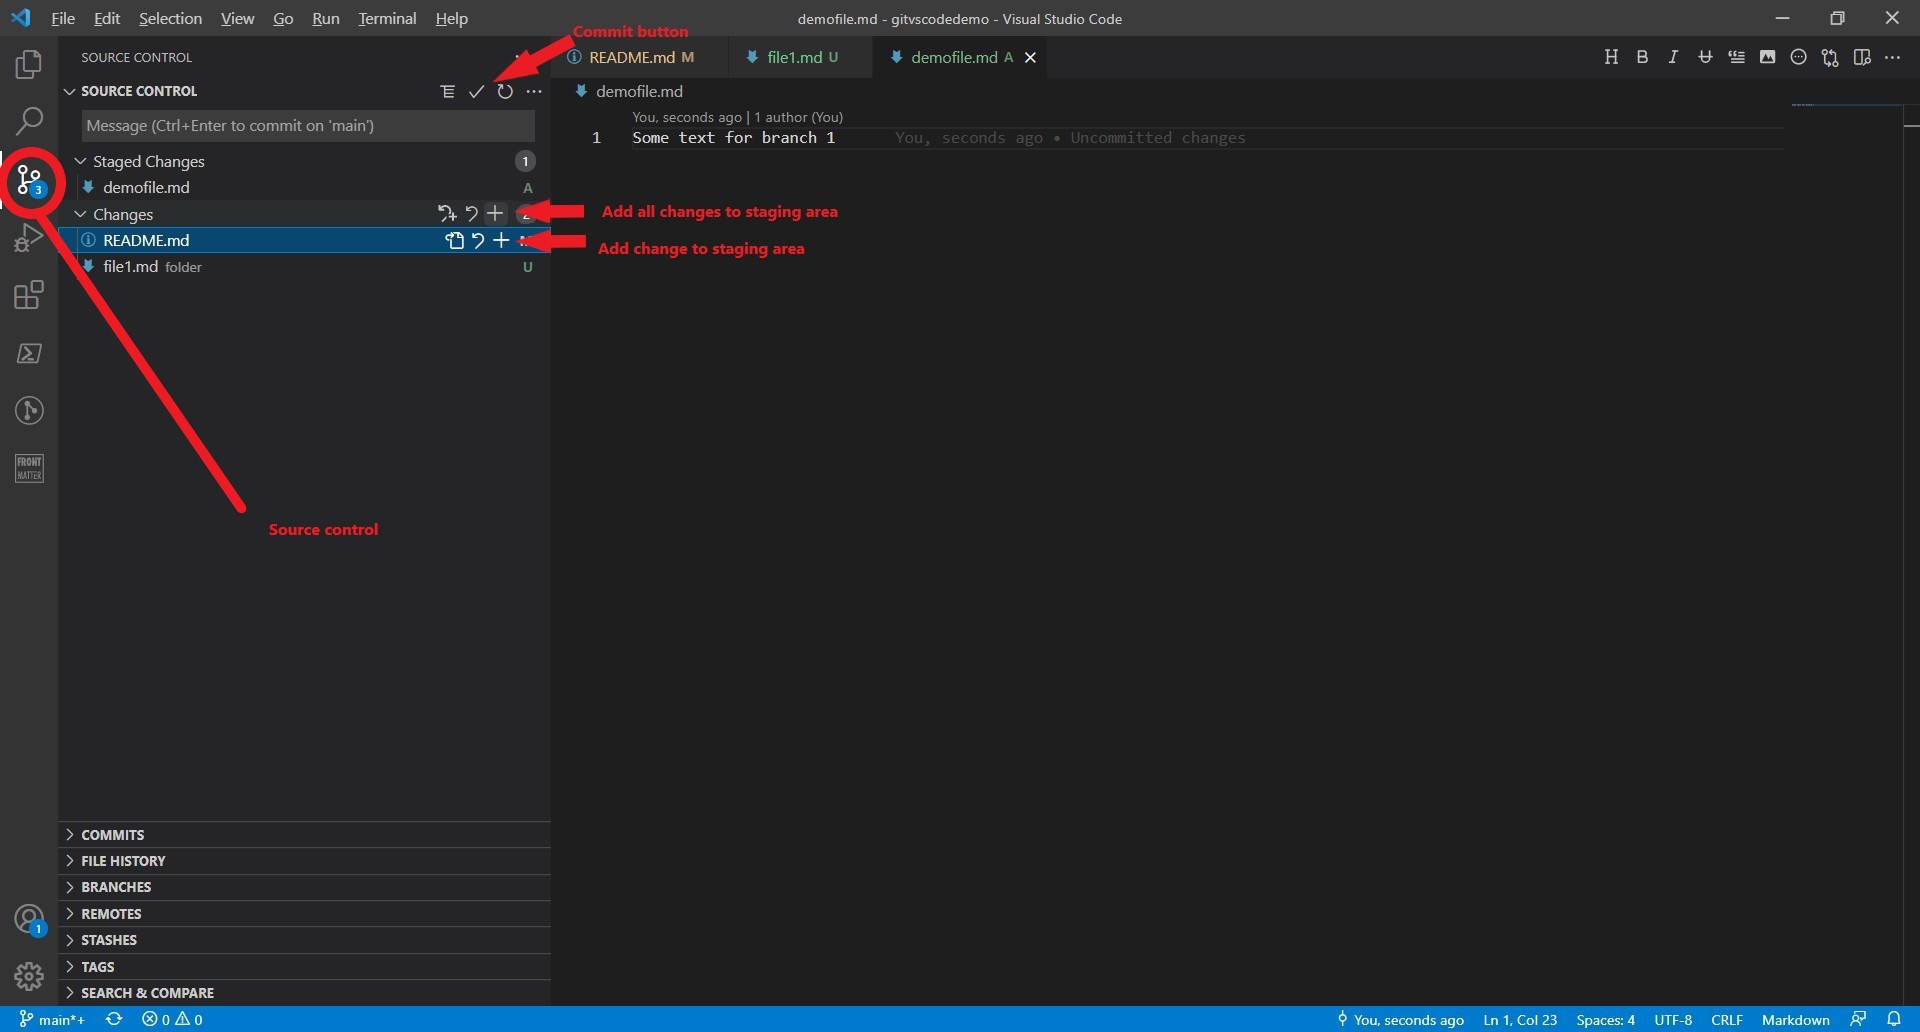 File Edit Selection View Go Run Terminal Help
demofile.md - gitvscodedemo - Visual Studio Code
Commit button
SOURCE CONTROL
README.md M
file1.md U
demofile.md A
SOURCE CONTROL
demofile.md
Message (Ctrl+Enter to commit on 'main')
You, seconds ago | 1 author (You)
1 Some text for branch 1 You, seconds ago • Uncommitted changes
Staged Changes 1
demofile.md A
3
Changes
Add all changes to staging area
README.md
Add change to staging area
file1.md folder U
FRONT
MATTER
Source control
COMMITS
FILE HISTORY
BRANCHES
REMOTES
STASHES
TAGS
SEARCH & COMPARE
1
main*+ 0 0
You, seconds ago Ln 1, Col 23 Spaces: 4 UTF-8 CRLF Markdown